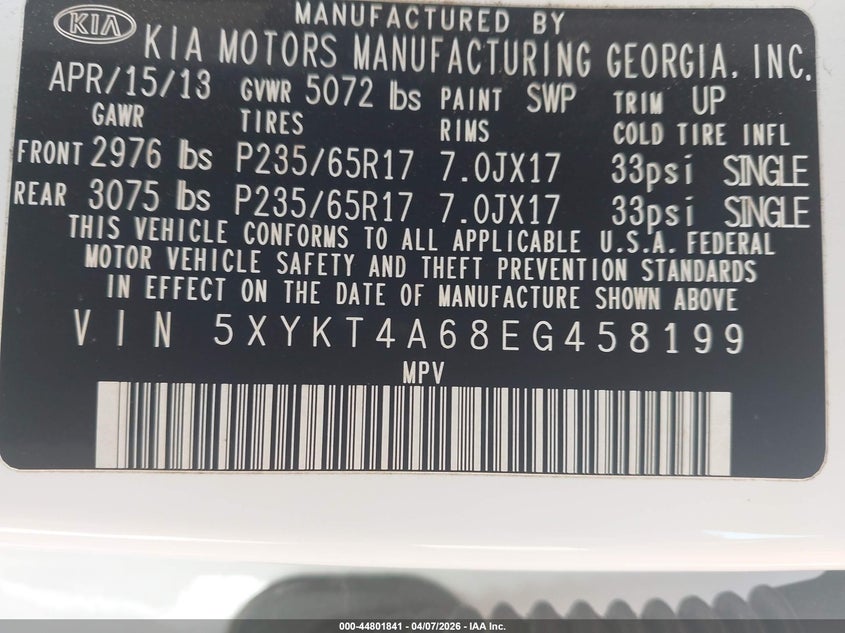 MANUFACTURED BY
KIA KIA MOTORS MANUFACTURING GEORGIA, INC.
APR/15/13 GVWR 5072 lbs PAINT SWP TRIM UP
GAWR TIRES RIMS COLD TIRE INFL
FRONT 2976 lbs P235/65R17 7.0JX17 33psi SINGLE
REAR 3075 lbs P235/65R17 7.0JX17 33psi SINGLE
THIS VEHICLE CONFORMS TO ALL APPLICABLE U.S.A. FEDERAL
MOTOR VEHICLE SAFETY AND THEFT PREVENTION STANDARDS
IN EFFECT ON THE DATE OF MANUFACTURE SHOWN ABOVE
VIN 5XYKT4A68EG458199
MPV
000-44801841 - 04/07/2026 - IAA Inc.